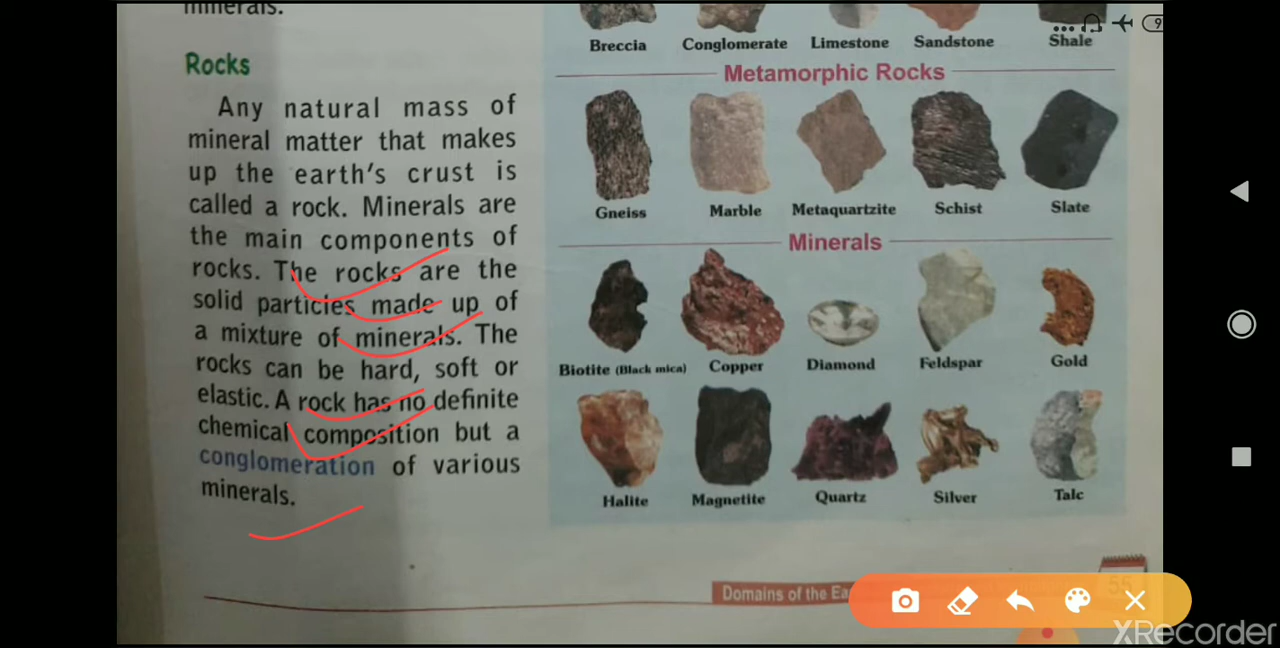 minerals.
Rocks
Any natural mass of
mineral matter that makes
up the earth's crust is
called a rock. Minerals are
the main components of
rocks. The rocks are the
solid particles made up of
a mixture of minerals. The
rocks can be hard, soft or
elastic. A rock has no definite
chemical composition but a
conglomeration of various
minerals.
Breccia Conglomerate Limestone Sandstone Shale
Metamorphic Rocks
Gneiss Marble Metaquartzite Schist Slate
Minerals
Biotite (Black mica) Copper Diamond Feldspar Gold
Halite Magnetite Quartz Silver Talc
Domains of the
55
XRecorder